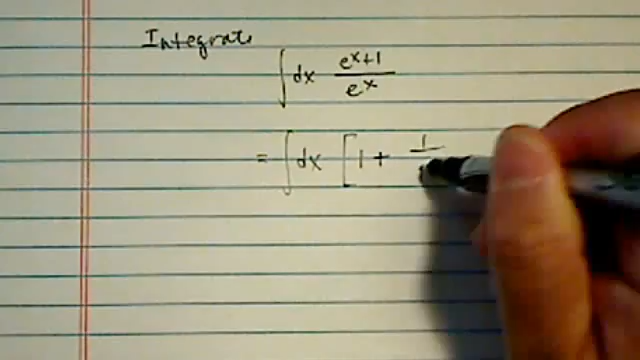 Integrate
∫ dx (e^x+1)/(e^x)
= ∫ dx [ 1 + 1/